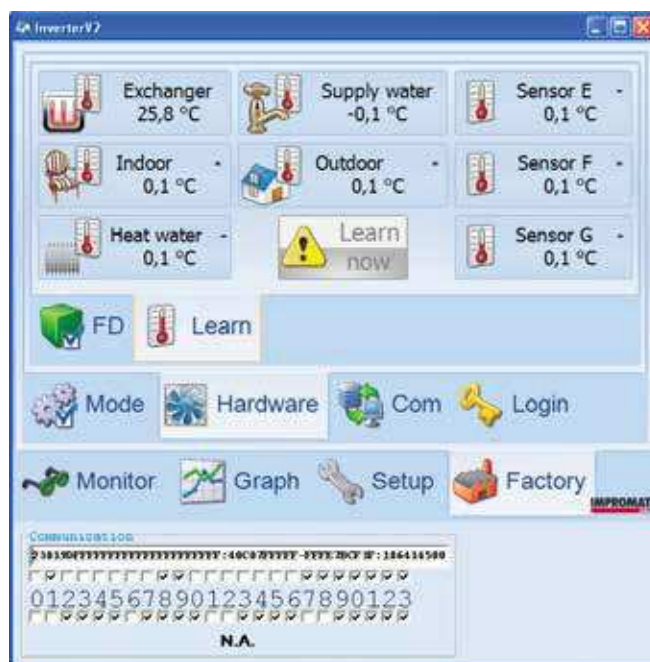 InverterV2
Exchanger
25,8 °C
Supply water
-0,1 °C
Sensor E -
0,1 °C
Indoor -
0,1 °C
Outdoor -
0,1 °C
Sensor F -
0,1 °C
Heat water -
0,1 °C
Learn
now
Sensor G -
0,1 °C
FD
Learn
Mode
Hardware
Com
Login
Monitor
Graph
Setup
Factory
IMPROMAT
Communication
012345678901234567890123
N.A.